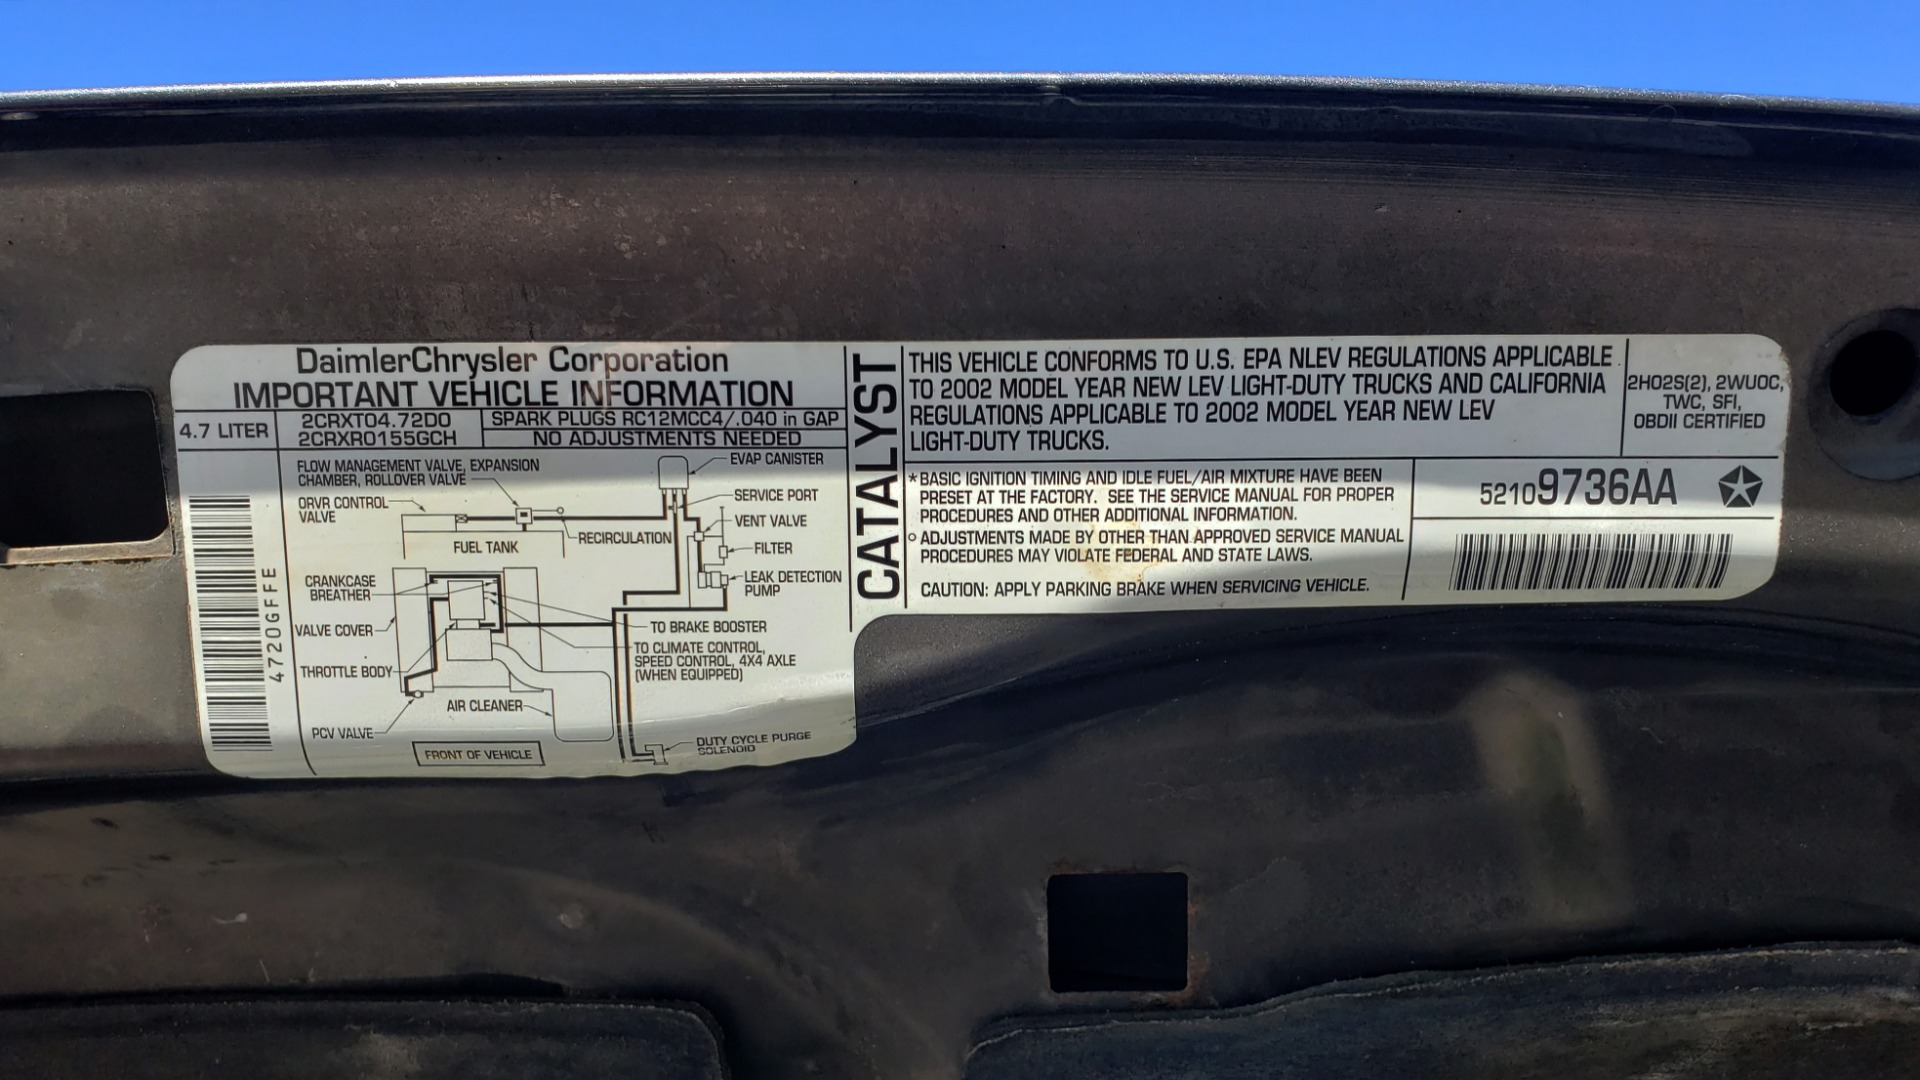 DaimlerChrysler Corporation
IMPORTANT VEHICLE INFORMATION
4.7 LITER
2CRXT04.72D0
2CRXR0155GCH
SPARK PLUGS RC12MCC4/.040 in GAP
NO ADJUSTMENTS NEEDED
FLOW MANAGEMENT VALVE, EXPANSION
CHAMBER, ROLLOVER VALVE
ORVR CONTROL
VALVE
FUEL TANK
RECIRCULATION
EVAP CANISTER
SERVICE PORT
VENT VALVE
FILTER
LEAK DETECTION
PUMP
CRANKCASE
BREATHER
VALVE COVER
THROTTLE BODY
PCV VALVE
AIR CLEANER
TO BRAKE BOOSTER
TO CLIMATE CONTROL,
SPEED CONTROL, 4X4 AXLE
(WHEN EQUIPPED)
DUTY CYCLE PURGE
SOLENOID
FRONT OF VEHICLE
4720GFFE
CATALYST
THIS VEHICLE CONFORMS TO U.S. EPA NLEV REGULATIONS APPLICABLE
TO 2002 MODEL YEAR NEW LEV LIGHT-DUTY TRUCKS AND CALIFORNIA
REGULATIONS APPLICABLE TO 2002 MODEL YEAR NEW LEV
LIGHT-DUTY TRUCKS.
2HO2S(2), 2WUOC,
TWC, SFI,
OBDII CERTIFIED
* BASIC IGNITION TIMING AND IDLE FUEL/AIR MIXTURE HAVE BEEN
PRESET AT THE FACTORY. SEE THE SERVICE MANUAL FOR PROPER
PROCEDURES AND OTHER ADDITIONAL INFORMATION.
° ADJUSTMENTS MADE BY OTHER THAN APPROVED SERVICE MANUAL
PROCEDURES MAY VIOLATE FEDERAL AND STATE LAWS.
CAUTION: APPLY PARKING BRAKE WHEN SERVICING VEHICLE.
52109736AA